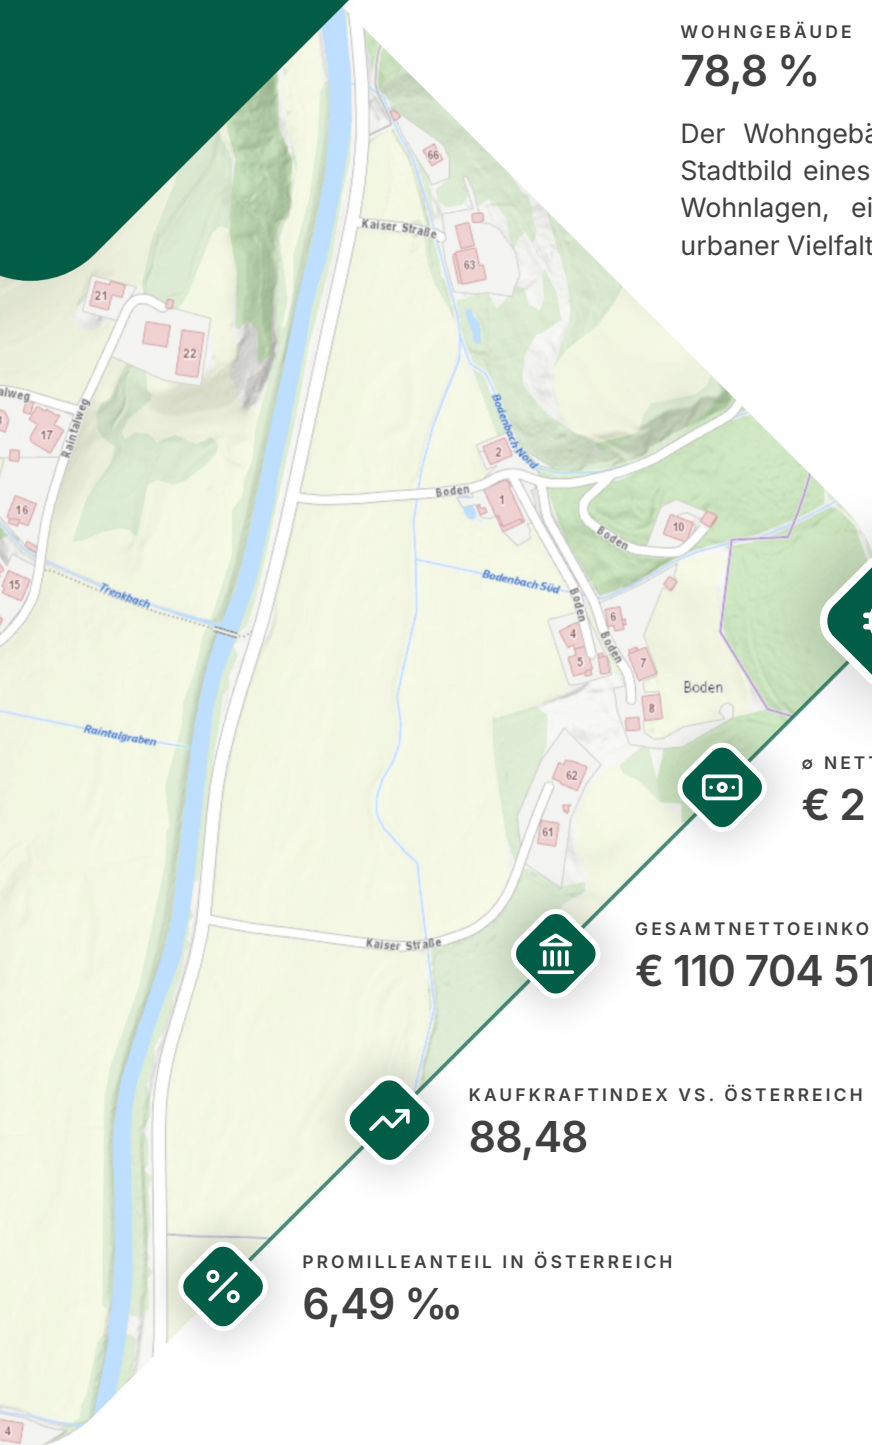 WOHNGEBÄUDE
78,8 %
Der Wohngebä
Stadtbild eines
Wohnlagen, ei
urbaner Vielfalt
66
Kaiser Straße
63
21
22
alweg
Raintalweg
17
Bodenbach Nord
2
Boden
1
16
10
Boden
15
Trenkbach
Bodenbach Süd
Boden
6
4
Boden
5
7
Boden
8
Raintalgraben
62
61
ø NETT
€ 2
GESAMTNETTOEINKO
€ 110 704 51
Kaiser Straße
KAUFKRAFTINDEX VS. ÖSTERREICH
88,48
PROMILLEANTEIL IN ÖSTERREICH
6,49 ‰
4